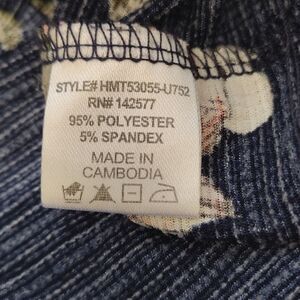 STYLE# HMT53055-U752
RN# 142577
95% POLYESTER
5% SPANDEX
MADE IN
CAMBODIA